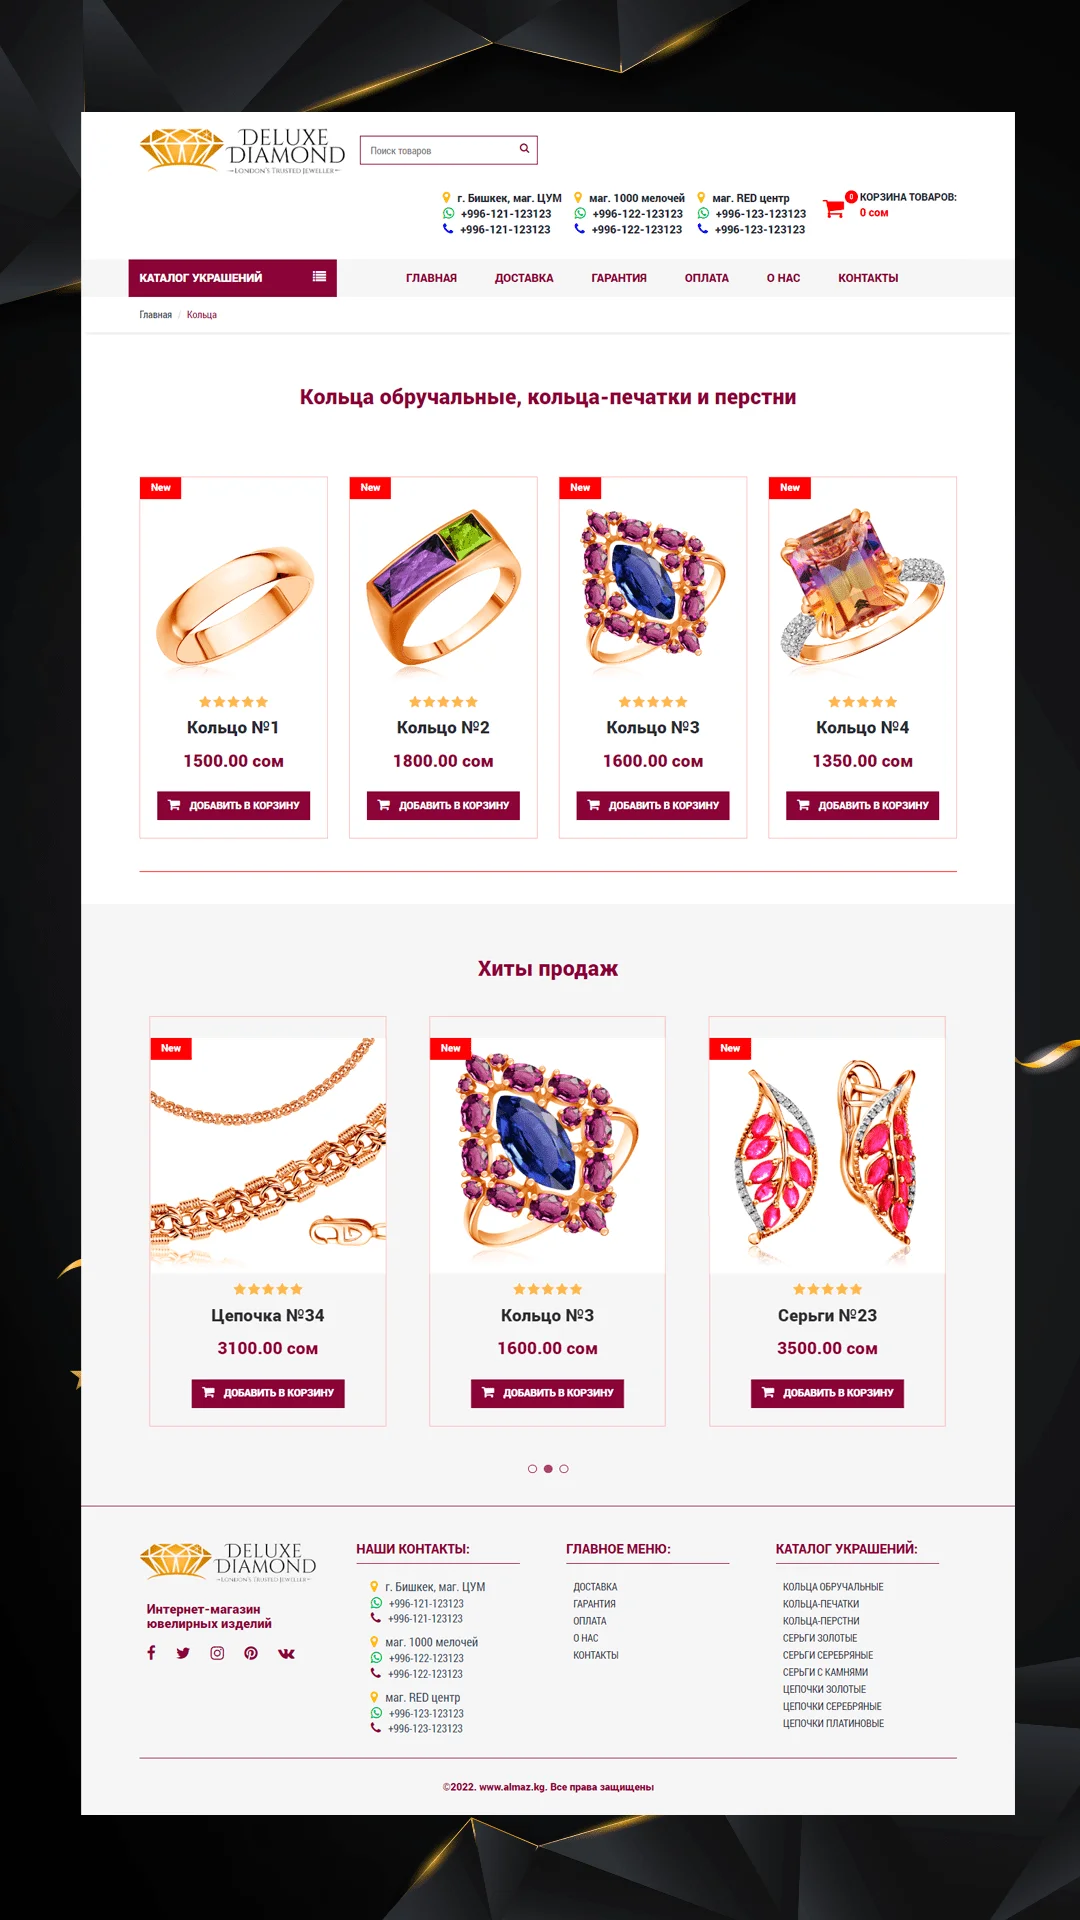 DELUXE
DIAMOND
LONDON'S TRUSTED JEWELLER
Поиск товаров
г. Бишкек, маг. ЦУМ
+996-121-123123
+996-121-123123
маг. 1000 мелочей
+996-122-123123
+996-122-123123
маг. RED центр
+996-123-123123
+996-123-123123
0
КОРЗИНА ТОВАРОВ:
0 сом
КАТАЛОГ УКРАШЕНИЙ
ГЛАВНАЯ ДОСТАВКА ГАРАНТИЯ ОПЛАТА О НАС КОНТАКТЫ
Главная / Кольца
Кольца обручальные, кольца-печатки и перстни
New
Кольцо №1
1500.00 сом
ДОБАВИТЬ В КОРЗИНУ
New
Кольцо №2
1800.00 сом
ДОБАВИТЬ В КОРЗИНУ
New
Кольцо №3
1600.00 сом
ДОБАВИТЬ В КОРЗИНУ
New
Кольцо №4
1350.00 сом
ДОБАВИТЬ В КОРЗИНУ
Хиты продаж
New
Цепочка №34
3100.00 сом
ДОБАВИТЬ В КОРЗИНУ
New
Кольцо №3
1600.00 сом
ДОБАВИТЬ В КОРЗИНУ
New
Серьги №23
3500.00 сом
ДОБАВИТЬ В КОРЗИНУ
DELUXE
DIAMOND
LONDON'S TRUSTED JEWELLER
Интернет-магазин
ювелирных изделий
НАШИ КОНТАКТЫ:
г. Бишкек, маг. ЦУМ
+996-121-123123
+996-121-123123
маг. 1000 мелочей
+996-122-123123
+996-122-123123
маг. RED центр
+996-123-123123
+996-123-123123
ГЛАВНОЕ МЕНЮ:
ДОСТАВКА
ГАРАНТИЯ
ОПЛАТА
О НАС
КОНТАКТЫ
КАТАЛОГ УКРАШЕНИЙ:
КОЛЬЦА ОБРУЧАЛЬНЫЕ
КОЛЬЦА-ПЕЧАТКИ
КОЛЬЦА-ПЕРСТНИ
СЕРЬГИ ЗОЛОТЫЕ
СЕРЬГИ СЕРЕБРЯНЫЕ
СЕРЬГИ С КАМНЯМИ
ЦЕПОЧКИ ЗОЛОТЫЕ
ЦЕПОЧКИ СЕРЕБРЯНЫЕ
ЦЕПОЧКИ ПЛАТИНОВЫЕ
©2022. www.almaz.kg. Все права защищены